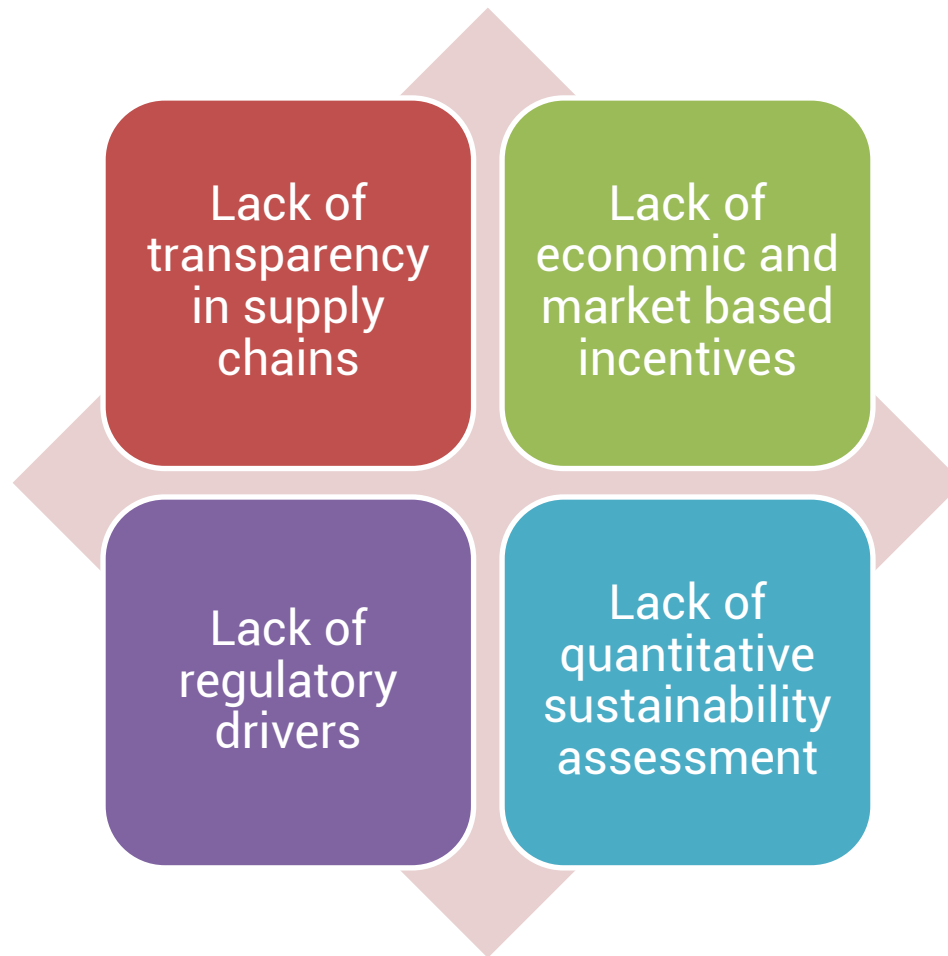 Lack of
transparency
in supply
chains
Lack of
economic and
market based
incentives
Lack of
regulatory
drivers
Lack of
quantitative
sustainability
assessment